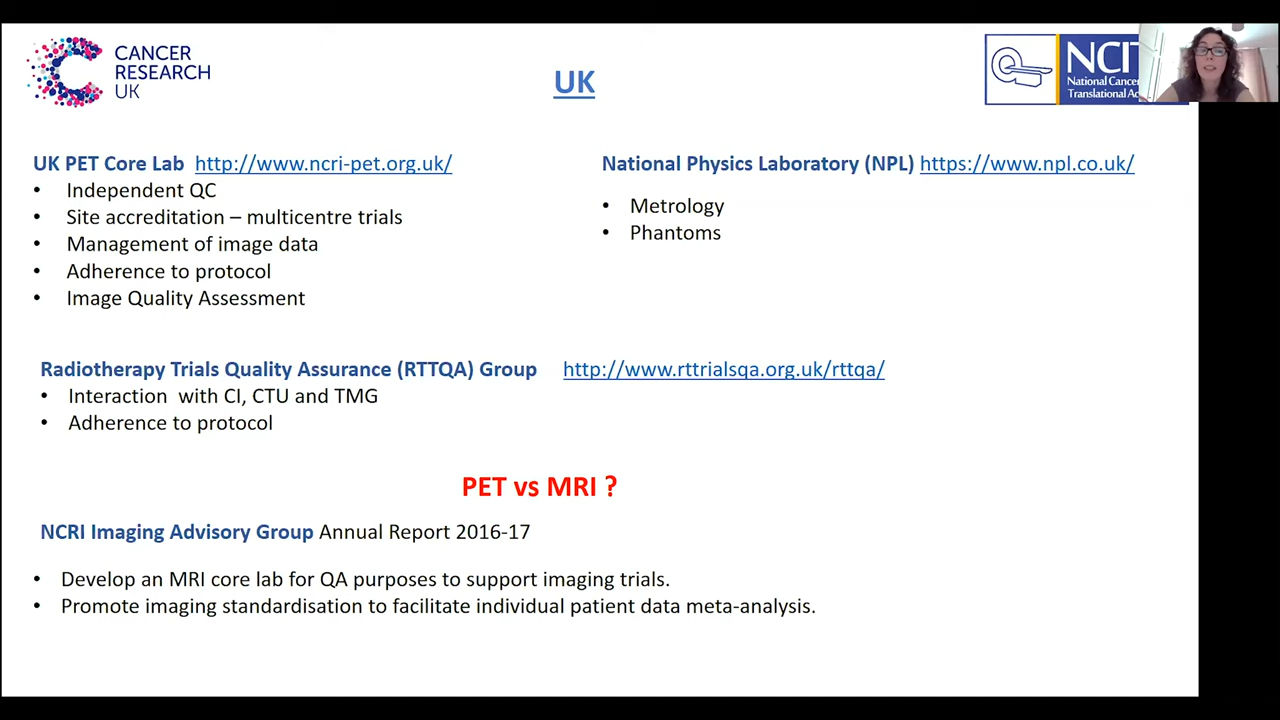 CANCER
RESEARCH
UK
UK
NCIT
National Cancer
Translational
UK PET Core Lab http://www.ncri-pet.org.uk/
• Independent QC
• Site accreditation – multicentre trials
• Management of image data
• Adherence to protocol
• Image Quality Assessment
National Physics Laboratory (NPL) https://www.npl.co.uk/
• Metrology
• Phantoms
Radiotherapy Trials Quality Assurance (RTTQA) Group http://www.rttrialsqa.org.uk/rttqa/
• Interaction with CI, CTU and TMG
• Adherence to protocol
PET vs MRI ?
NCRI Imaging Advisory Group Annual Report 2016-17
• Develop an MRI core lab for QA purposes to support imaging trials.
• Promote imaging standardisation to facilitate individual patient data meta-analysis.